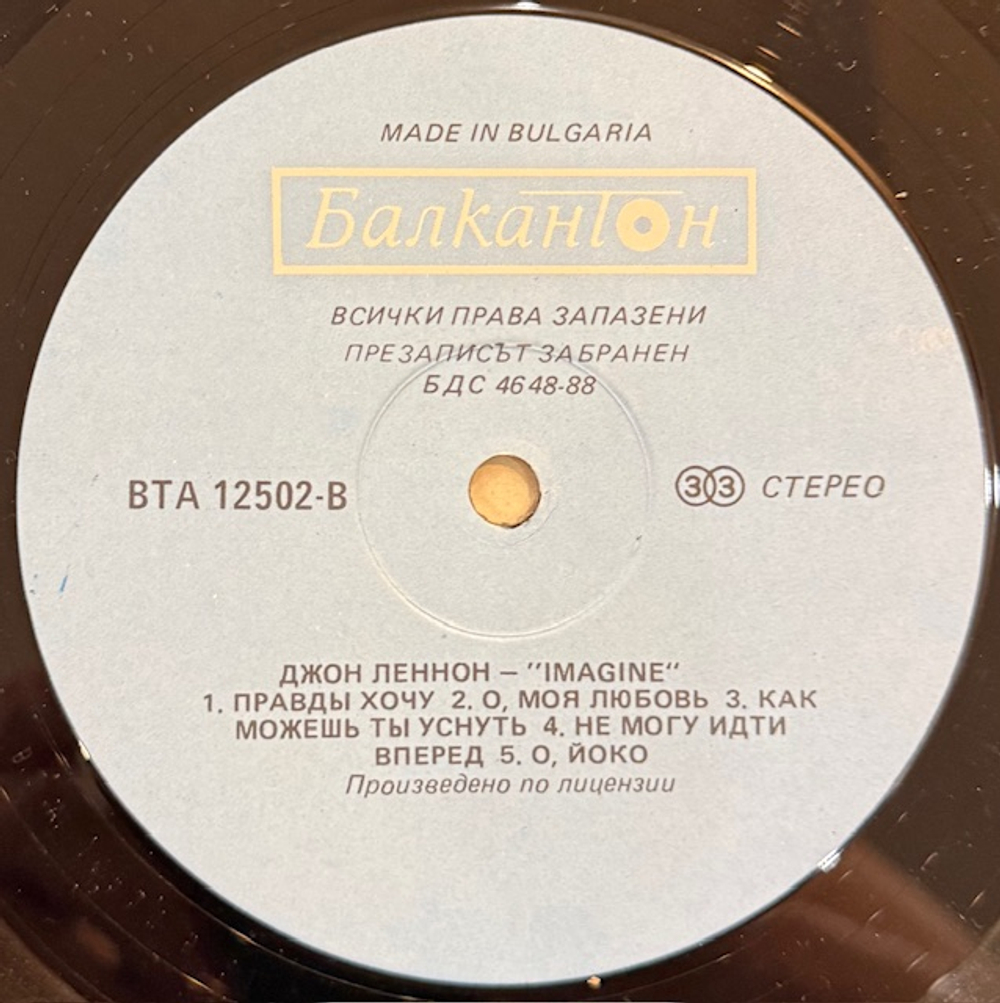 MADE IN BULGARIA
Балкантон
ВСИЧКИ ПРАВА ЗАПАЗЕНИ
ПРЕЗАПИСЪТ ЗАБРАНЕН
БДС 4648-88
ВТА 12502-В
33 СТЕРЕО
ДЖОН ЛЕННОН – "IMAGINE"
1. ПРАВДЫ ХОЧУ 2. О, МОЯ ЛЮБОВЬ 3. КАК
МОЖЕШЬ ТЫ УСНУТЬ 4. НЕ МОГУ ИДТИ
ВПЕРЕД 5. О, ЙОКО
Произведено по лицензии